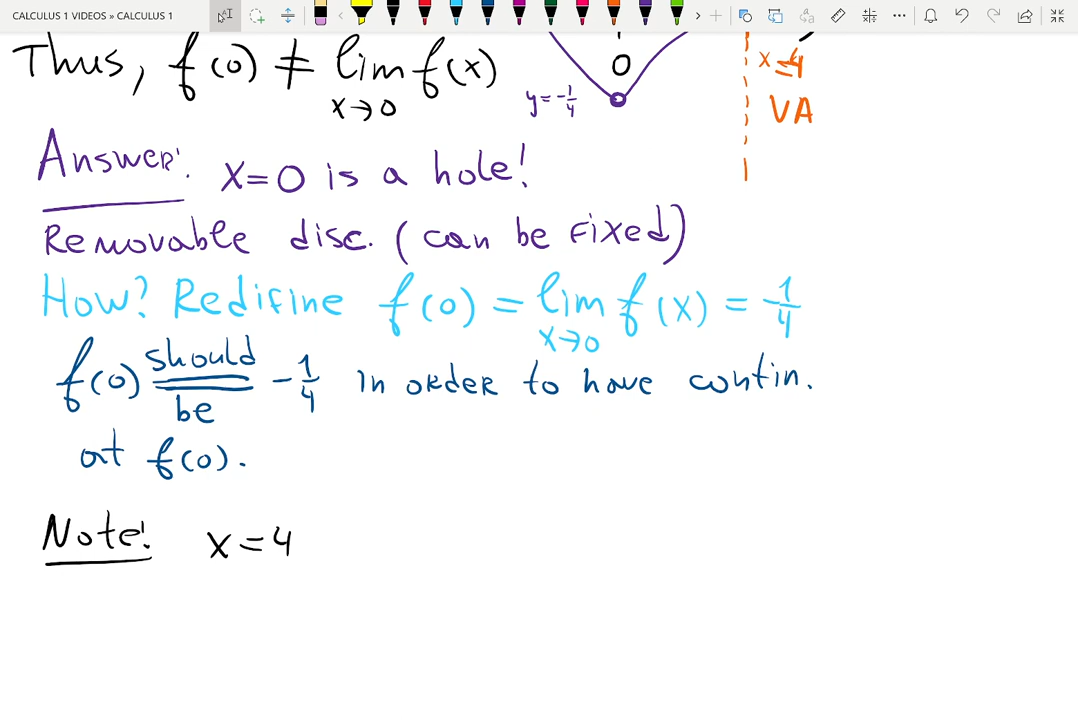 CALCULUS 1 VIDEOS » CALCULUS 1
Thus, f(0) ≠ lim f(x)
x→0
0
y=-1/4
x=4
VA
Answer: x=0 is a hole!
Removable disc. (can be fixed)
How? Redifine f(0) = lim f(x) = -1/4
x→0
f(0) should be -1/4 in order to have contin.
at f(0).
Note: x=4